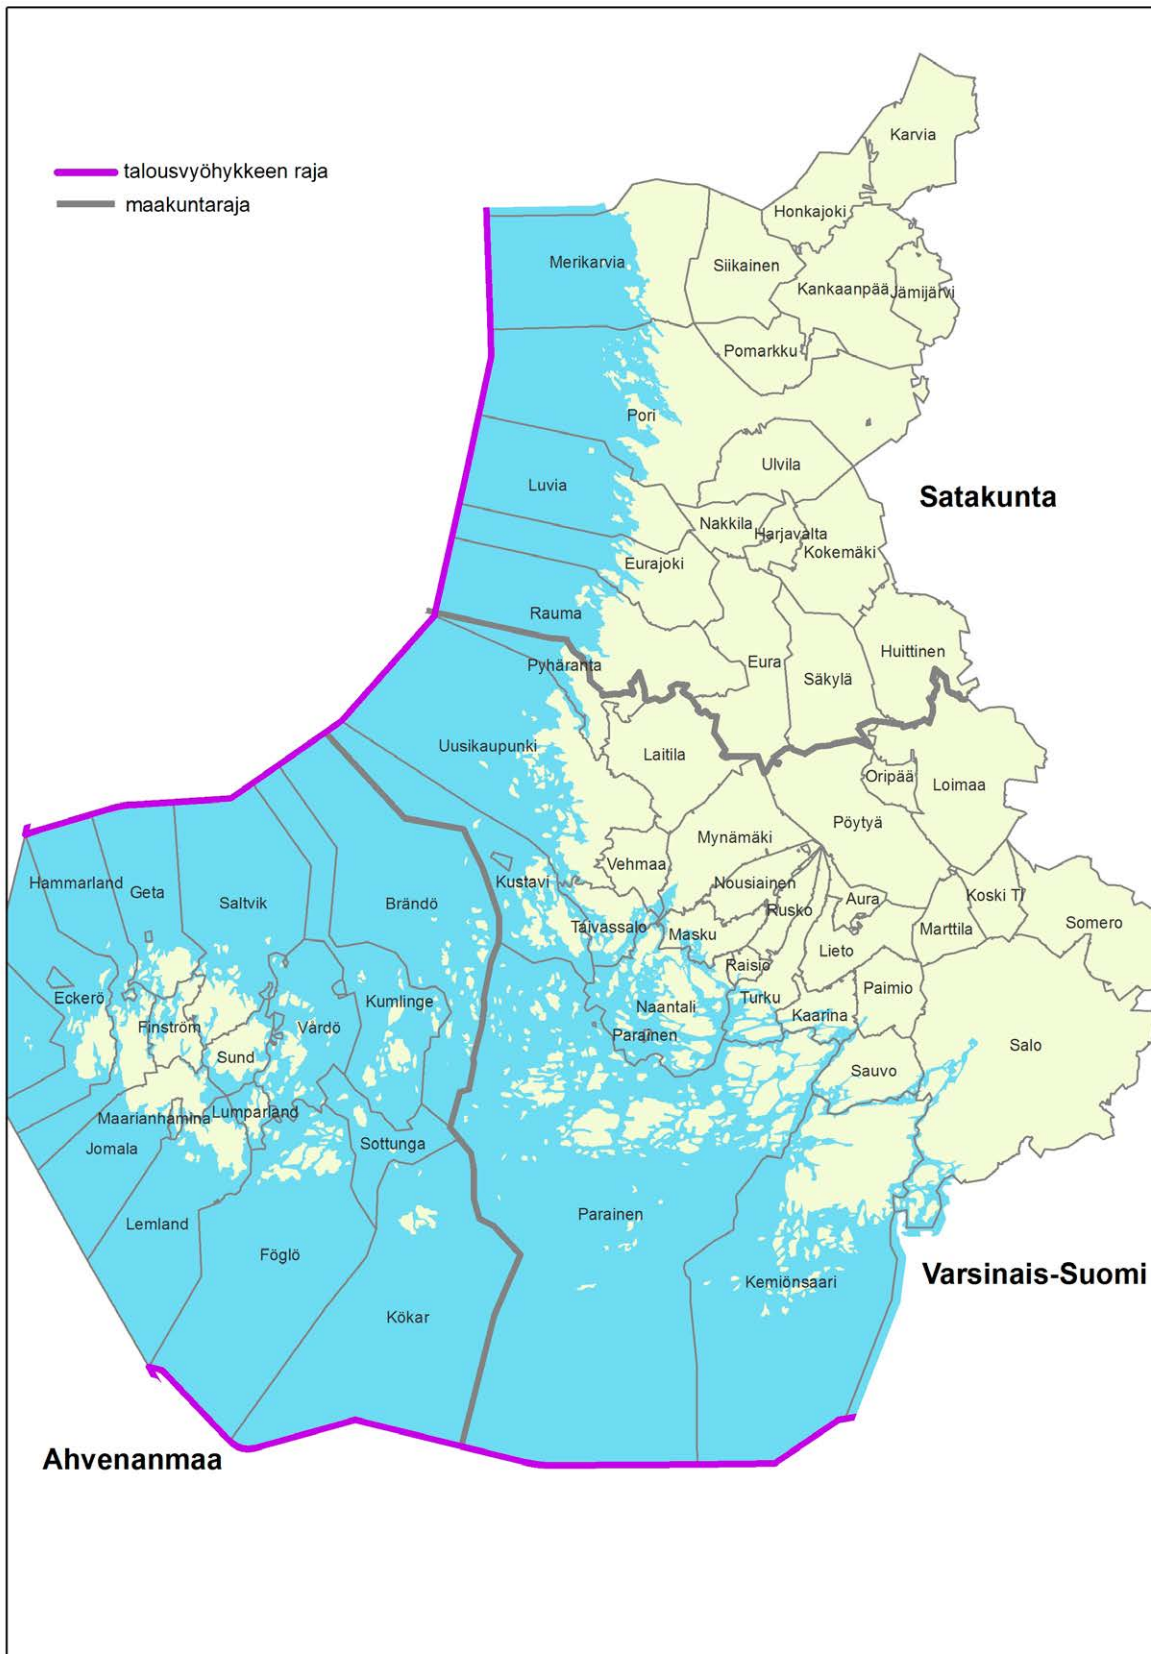 Karvia
talousvyöhykkeen raja
maakuntaraja
Honkajoki
Merikarvia
Siikainen
Kankaanpää
Jämijärvi
Pomarkku
Pori
Ulvila
Luvia
Satakunta
Nakkila
Harjavalta
Kokemäki
Eurajoki
Rauma
Huittinen
Pyhäranta
Eura
Säkylä
Uusikaupunki
Laitila
Oripää
Loimaa
Pöytyä
Mynämäki
Vehmaa
Hammarland
Geta
Saltvik
Brändö
Kustavi
Nousiainen
Rusko
Aura
Koski Tl
Somero
Taivassalo
Masku
Marttila
Lieto
Raisio
Eckerö
Finström
Vårdö
Kumlinge
Naantali
Turku
Paimio
Kaarina
Parainen
Sund
Salo
Sauvo
Maarianhamina
Lumparland
Jomala
Sottunga
Lemland
Parainen
Föglö
Kemiönsaari
Varsinais-Suomi
Kökar
Ahvenanmaa